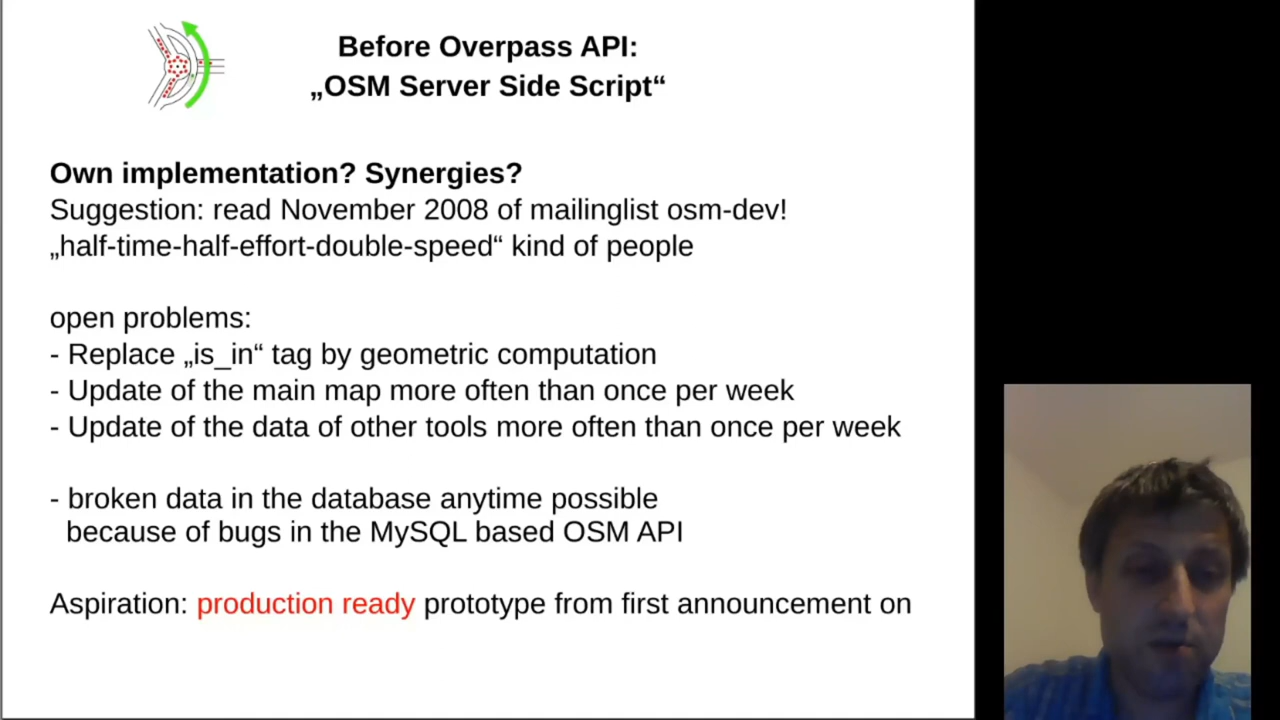 Before Overpass API:
„OSM Server Side Script“
Own implementation? Synergies?
Suggestion: read November 2008 of mailinglist osm-dev!
„half-time-half-effort-double-speed“ kind of people
open problems:
- Replace „is_in“ tag by geometric computation
- Update of the main map more often than once per week
- Update of the data of other tools more often than once per week
- broken data in the database anytime possible
because of bugs in the MySQL based OSM API
Aspiration: production ready prototype from first announcement on